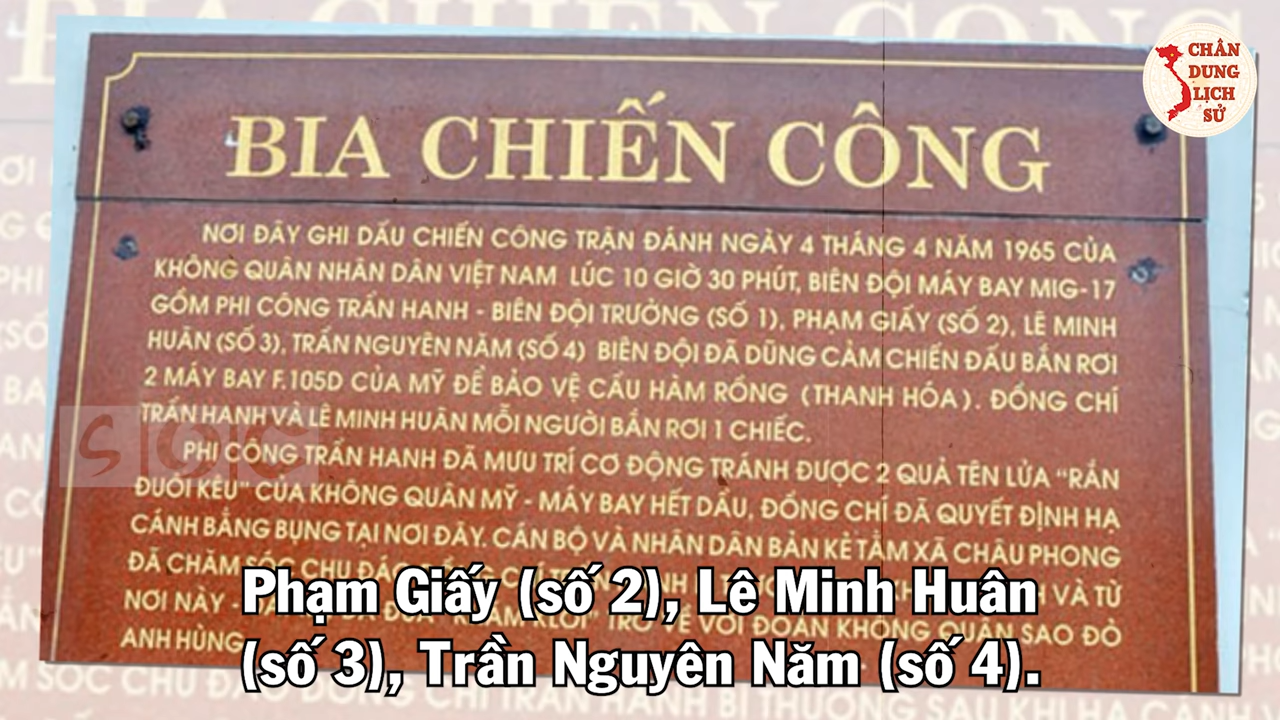 CHÂN
DUNG
LỊCH
SỬ
BIA CHIẾN CÔNG
NƠI ĐÂY GHI DẤU CHIẾN CÔNG TRẬN ĐÁNH NGÀY 4 THÁNG 4 NĂM 1965 CỦA
KHÔNG QUÂN NHÂN DÂN VIỆT NAM LÚC 10 GIỜ 30 PHÚT, BIÊN ĐỘI MÁY BAY MIG-17
GỒM PHI CÔNG TRẦN HANH - BIÊN ĐỘI TRƯỞNG (SỐ 1), PHẠM GIẤY (SỐ 2), LÊ MINH
HUÂN (SỐ 3), TRẦN NGUYÊN NĂM (SỐ 4) BIÊN ĐỘI ĐÃ DŨNG CẢM CHIẾN ĐẤU BẮN RƠI
2 MÁY BAY F.105D CỦA MỸ ĐỂ BẢO VỆ CẦU HÀM RỒNG (THANH HÓA). ĐỒNG CHÍ
TRẦN HANH VÀ LÊ MINH HUÂN MỖI NGƯỜI BẮN RƠI 1 CHIẾC.
PHI CÔNG TRẦN HANH ĐÃ MƯU TRÍ CƠ ĐỘNG TRÁNH ĐƯỢC 2 QUẢ TÊN LỬA “RẮN
ĐUÔI KÊU” CỦA KHÔNG QUÂN MỸ - MÁY BAY HẾT DẦU, ĐỒNG CHÍ ĐÃ QUYẾT ĐỊNH HẠ
CÁNH BẰNG BỤNG TẠI NƠI ĐÂY. CÁN BỘ VÀ NHÂN DÂN BẢN KẺ TẰM XÃ CHÂU PHONG
ĐÃ CHĂM SÓC CHU ĐÁO VÀ TỪ
NƠI NÀY - TRỞ VỀ VỚI ĐOÀN KHÔNG QUÂN SAO ĐỎ
ANH HÙNG
SOG
Phạm Giấy (số 2), Lê Minh Huân
(số 3), Trần Nguyên Năm (số 4).